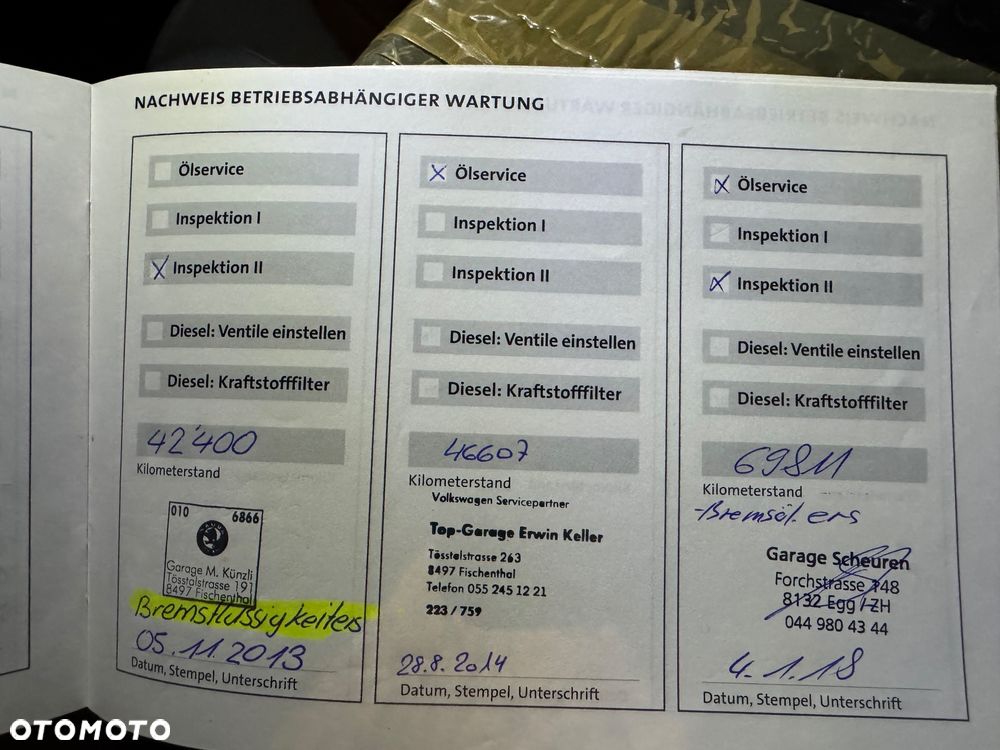 NACHWEIS BETRIEBSABHÄNGIGER WARTUNG
Ölservice
Inspektion I
Inspektion II
Diesel: Ventile einstellen
Diesel: Kraftstofffilter
42'400
Kilometerstand
010 6866
Garage M. Künzli
Tösstalstrasse 191
8497 Fischenthal
Bremsflüssigkeiters
05.11.2013
Datum, Stempel, Unterschrift
Ölservice
Inspektion I
Inspektion II
Diesel: Ventile einstellen
Diesel: Kraftstofffilter
46607
Kilometerstand
Volkswagen Servicepartner
Top-Garage Erwin Keller
Tösstalstrasse 263
8497 Fischenthal
Telefon 055 245 12 21
223 / 759
28.8.2014
Datum, Stempel, Unterschrift
Ölservice
Inspektion I
Inspektion II
Diesel: Ventile einstellen
Diesel: Kraftstofffilter
69811
Kilometerstand
-Bremsöl ers
Garage Scheuren
Forchstrasse 148
8132 Egg / ZH
044 980 43 44
4.1.18
Datum, Stempel, Unterschrift
OTOMOTO